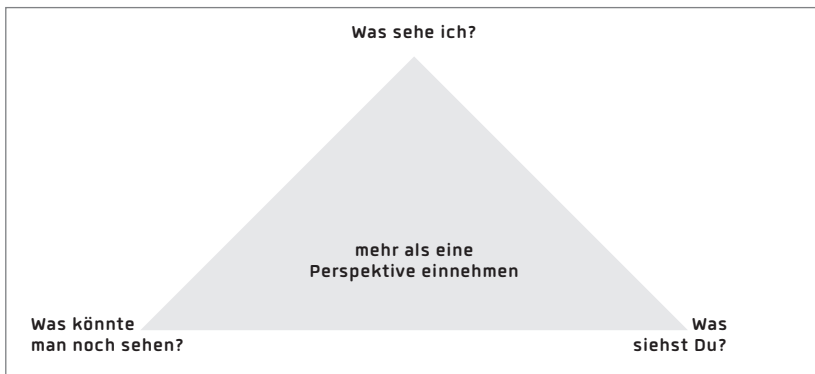 Was sehe ich?
mehr als eine
Perspektive einnehmen
Was könnte
man noch sehen?
Was
siehst Du?